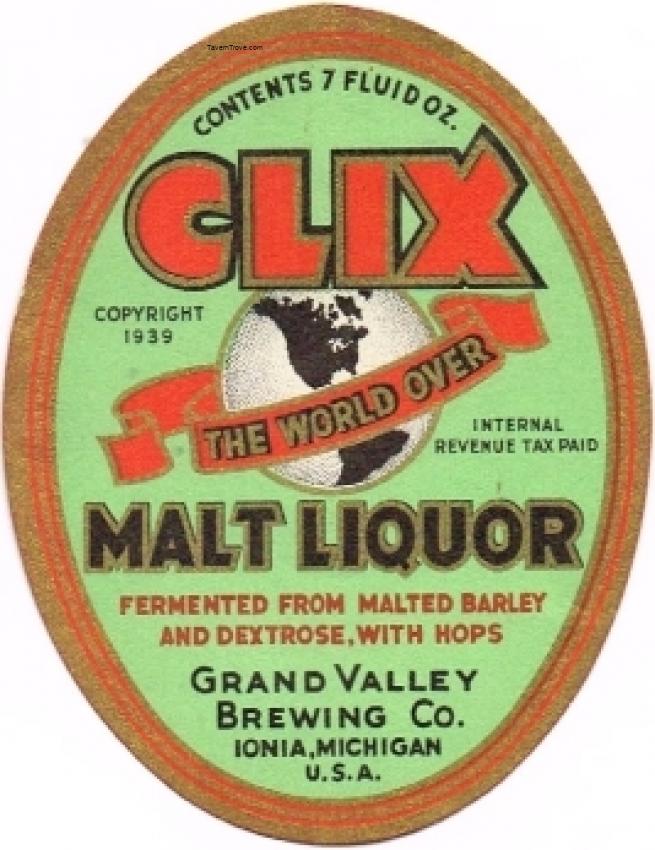 TavernTrove.com
CONTENTS 7 FLUID OZ.
CLIX
COPYRIGHT
1939
THE WORLD OVER
INTERNAL
REVENUE TAX PAID
MALT LIQUOR
FERMENTED FROM MALTED BARLEY
AND DEXTROSE, WITH HOPS
GRAND VALLEY
BREWING CO.
IONIA, MICHIGAN
U.S.A.